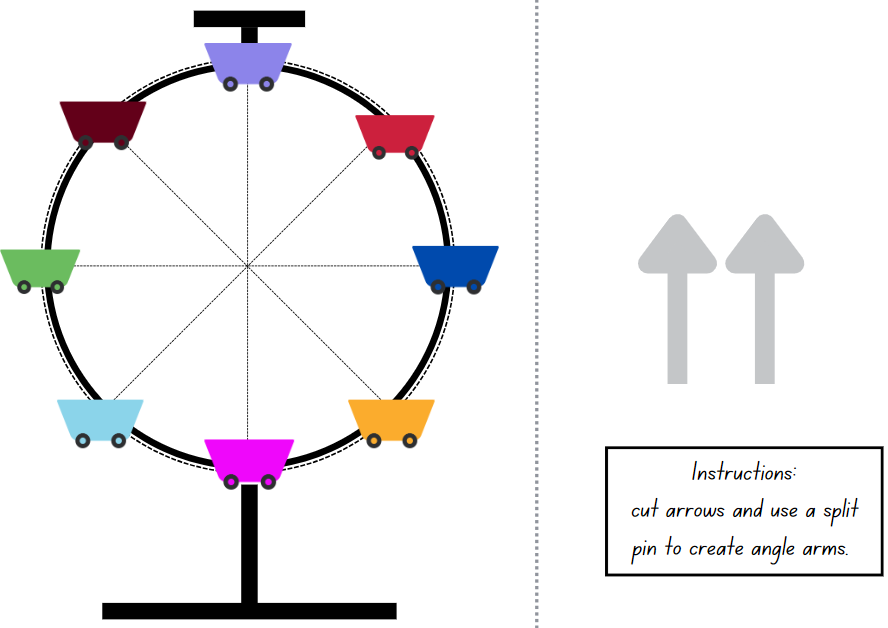 Instructions:
cut arrows and use a split
pin to create angle arms.